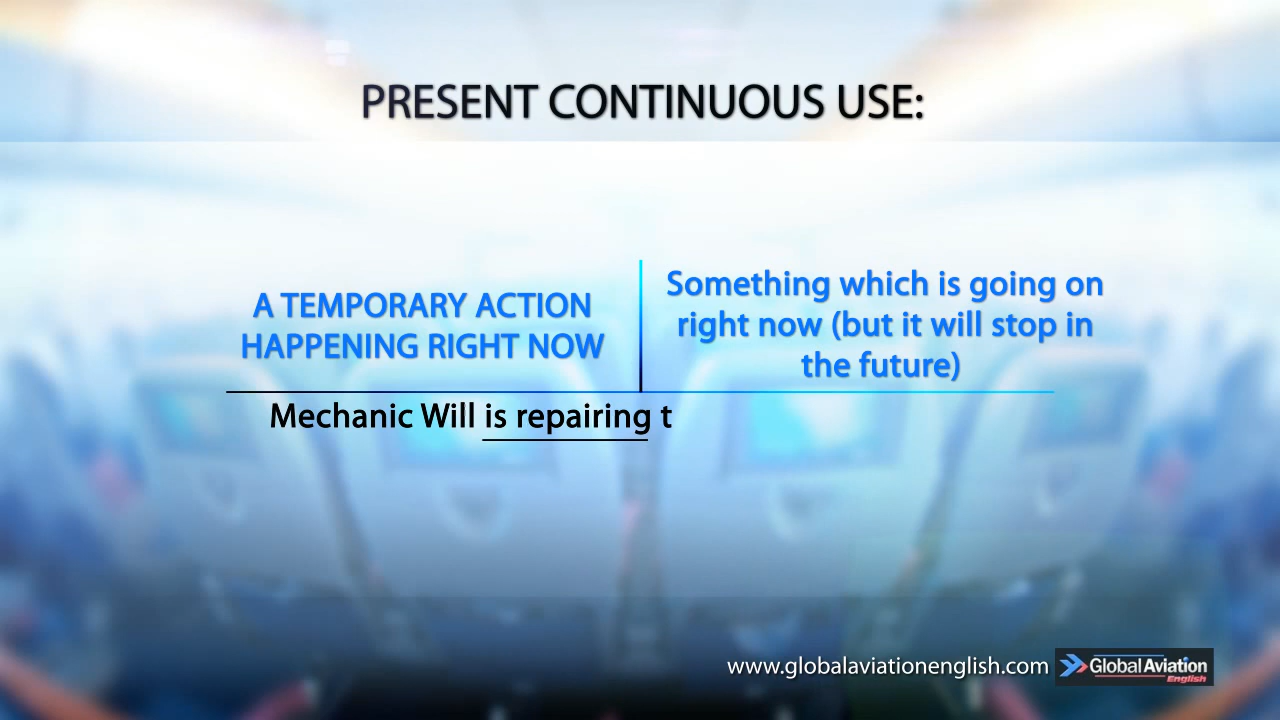 PRESENT CONTINUOUS USE:
A TEMPORARY ACTION
HAPPENING RIGHT NOW
Something which is going on
right now (but it will stop in
the future)
Mechanic Will is repairing t
www.globalaviationenglish.com
Global Aviation
English